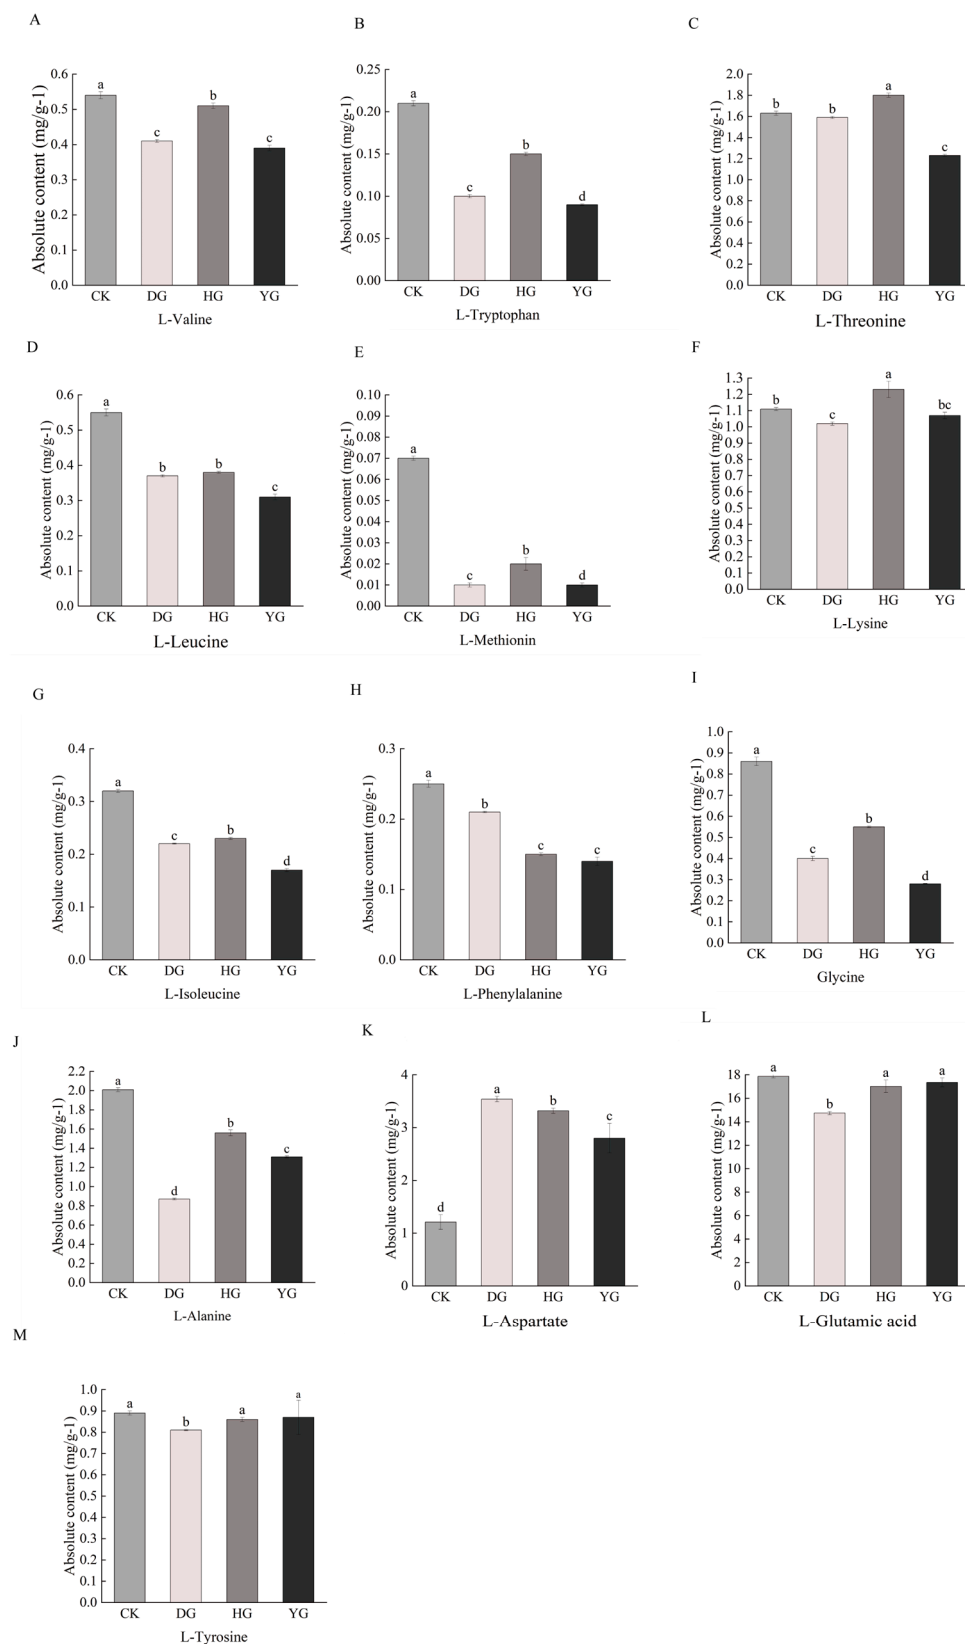 A
Absolute content (mg/g-1)
0.6
0.5
0.4
0.3
0.2
0.1
0.0
a
c
b
c
CK DG HG YG
L-Valine
B
Absolute content (mg/g-1)
0.25
0.20
0.15
0.10
0.05
0.00
a
c
b
d
CK DG HG YG
L-Tryptophan
C
Absolute content (mg/g-1)
2.0
1.8
1.6
1.4
1.2
1.0
0.8
0.6
0.4
0.2
0.0
b
b
a
c
CK DG HG YG
L-Threonine
D
Absolute content (mg/g-1)
0.6
0.5
0.4
0.3
0.2
0.1
0.0
a
b
b
c
CK DG HG YG
L-Leucine
E
Absolute content (mg/g-1)
0.10
0.09
0.08
0.07
0.06
0.05
0.04
0.03
0.02
0.01
0.00
a
c
b
d
CK DG HG YG
L-Methionin
F
Absolute content (mg/g-1)
1.3
1.2
1.1
1.0
0.9
0.8
0.7
0.6
0.5
0.4
0.3
0.2
0.1
0.0
b
c
a
bc
CK DG HG YG
L-Lysine
G
Absolute content (mg/g-1)
0.4
0.3
0.2
0.1
0.0
a
c
b
d
CK DG HG YG
L-Isoleucine
H
Absolute content (mg/g-1)
0.3
0.2
0.1
0.0
a
b
c
c
CK DG HG YG
L-Phenylalanine
I
Absolute content (mg/g-1)
1.0
0.9
0.8
0.7
0.6
0.5
0.4
0.3
0.2
0.1
0.0
a
c
b
d
CK DG HG YG
Glycine
J
Absolute content (mg/g-1)
2.2
2.0
1.8
1.6
1.4
1.2
1.0
0.8
0.6
0.4
0.2
0.0
a
d
b
c
CK DG HG YG
L-Alanine
K
Absolute content (mg/g-1)
4
3
2
1
0
d
a
b
c
CK DG HG YG
L-Aspartate
L
Absolute content (mg/g-1)
18
16
14
12
10
8
6
4
2
0
a
b
a
a
CK DG HG YG
L-Glutamic acid
M
Absolute content (mg/g-1)
1.0
0.9
0.8
0.7
0.6
0.5
0.4
0.3
0.2
0.1
0.0
a
b
a
a
CK DG HG YG
L-Tyrosine